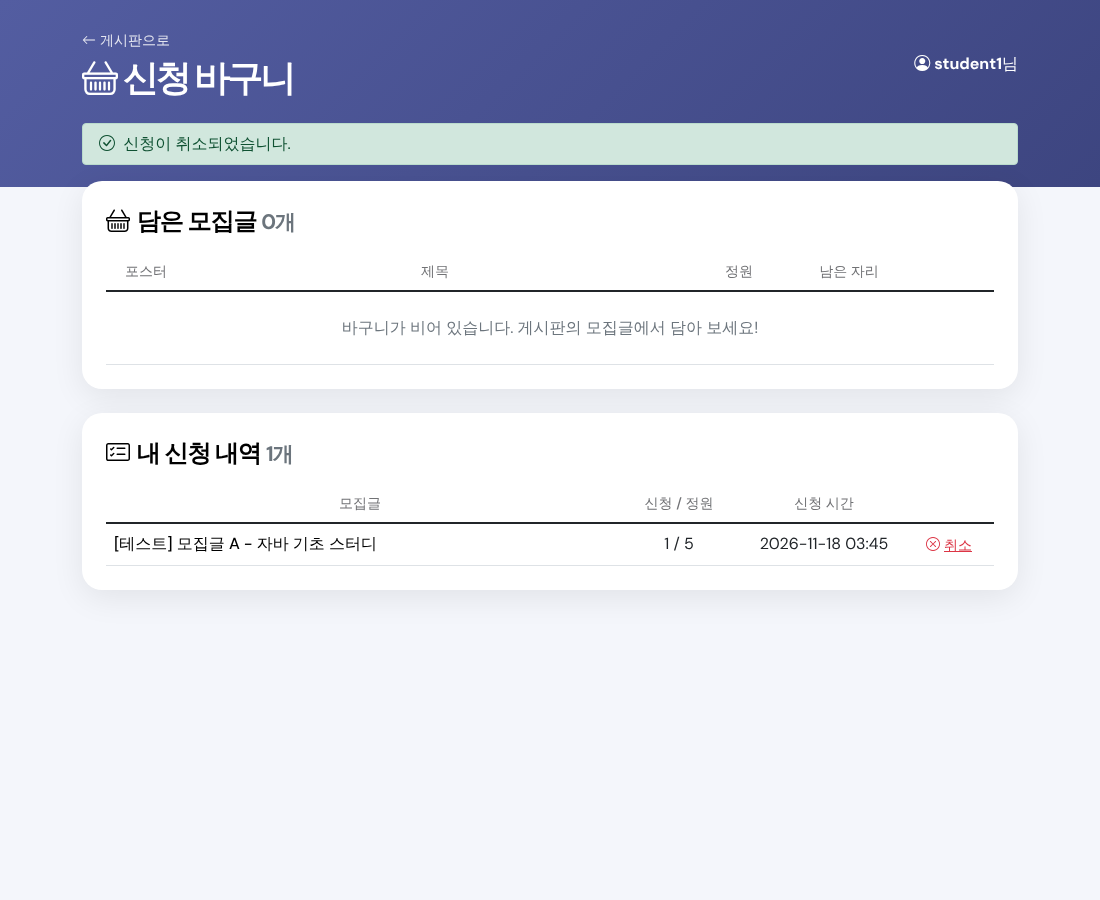 게시판으로
신청 바구니
student1님
신청이 취소되었습니다.
담은 모집글 0개
포스터 제목 정원 남은 자리
바구니가 비어 있습니다. 게시판의 모집글에서 담아 보세요!
내 신청 내역 1개
모집글 신청 / 정원 신청 시간
[테스트] 모집글 A - 자바 기초 스터디 1 / 5 2026-11-18 03:45 취소